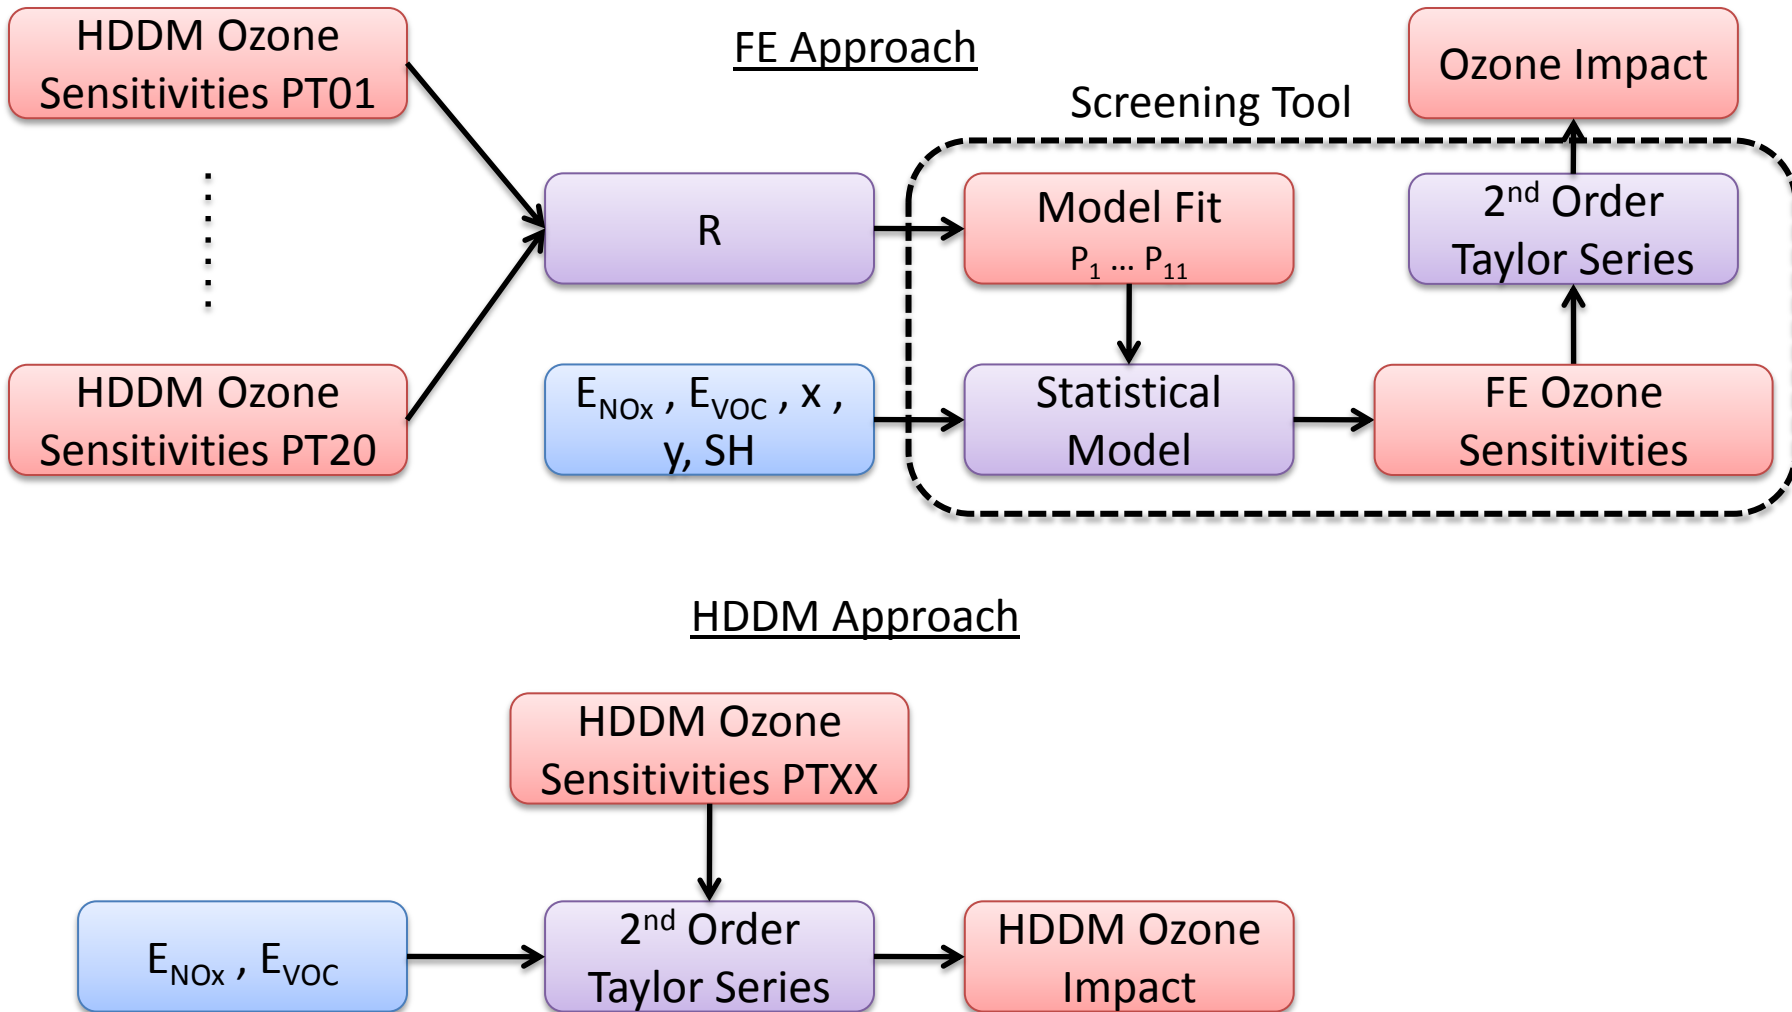 FE Approach
HDDM Ozone
Sensitivities PT01
Ozone Impact
Screening Tool
R
Model Fit
P1 ... P11
2nd Order
Taylor Series
HDDM Ozone
Sensitivities PT20
ENOx , EVOC , x ,
y, SH
Statistical
Model
FE Ozone
Sensitivities
HDDM Approach
HDDM Ozone
Sensitivities PTXX
ENOx , EVOC
2nd Order
Taylor Series
HDDM Ozone
Impact